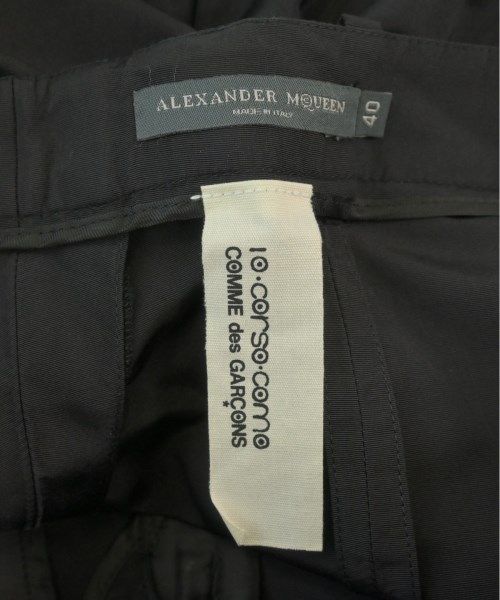 ALEXANDER McQUEEN
MADE IN ITALY
40
10·corso·como
COMME des GARÇONS
*